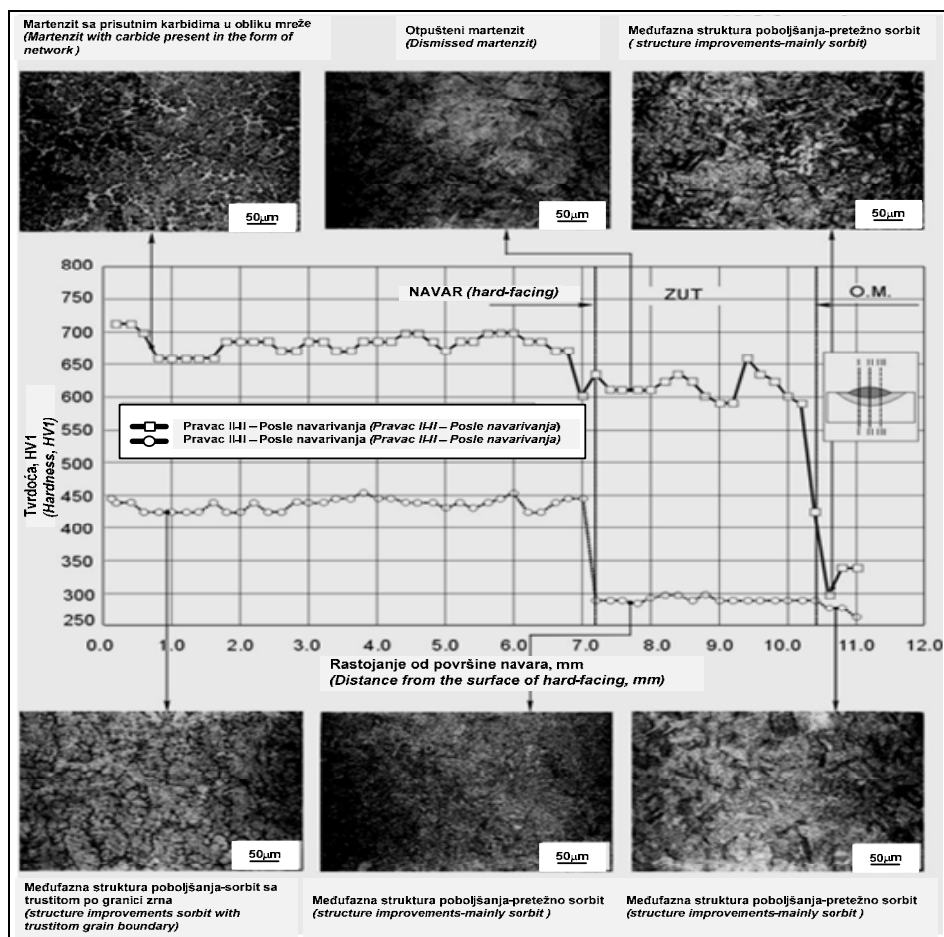 Martenzit sa prisutnim karbidima u obliku mreže
(Martenzit with carbide present in the form of
network )
Otpušteni martenzit
(Dismissed martenzit)
Međufazna struktura poboljšanja-pretežno sorbit
( structure improvements-mainly sorbit)
50µm
50µm
50µm
800
750
700
650
600
550
500
450
400
350
300
250
Tvrdoća, HV1
(Hardness, HV1)
NAVAR (hard-facing)
ZUT
O.M.
Pravac II-II – Posle navarivanja (Pravac II-II – Posle navarivanja)
Pravac II-II – Posle navarivanja (Pravac II-II – Posle navarivanja)
0.0 1.0 2.0 3.0 4.0 5.0 6.0 7.0 8.0 9.0 10.0 11.0 12.0
Rastojanje od površine navara, mm
(Distance from the surface of hard-facing, mm)
50µm
50µm
50µm
Međufazna struktura poboljšanja-sorbit sa
trustitom po granici zrna
(structure improvements sorbit with
trustitom grain boundary)
Međufazna struktura poboljšanja-pretežno sorbit
(structure improvements-mainly sorbit )
Međufazna struktura poboljšanja-pretežno sorbit
(structure improvements-mainly sorbit )